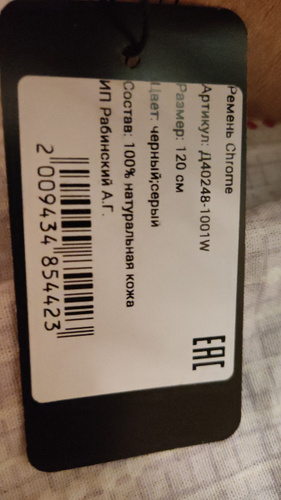 Ремень Chrome
Артикул: Д40248-1001W
Размер: 120 см
Цвет: черный;серый
Состав: 100% натуральная кожа
ИП Рабинский А.Г.
2 009434 854423
EAC